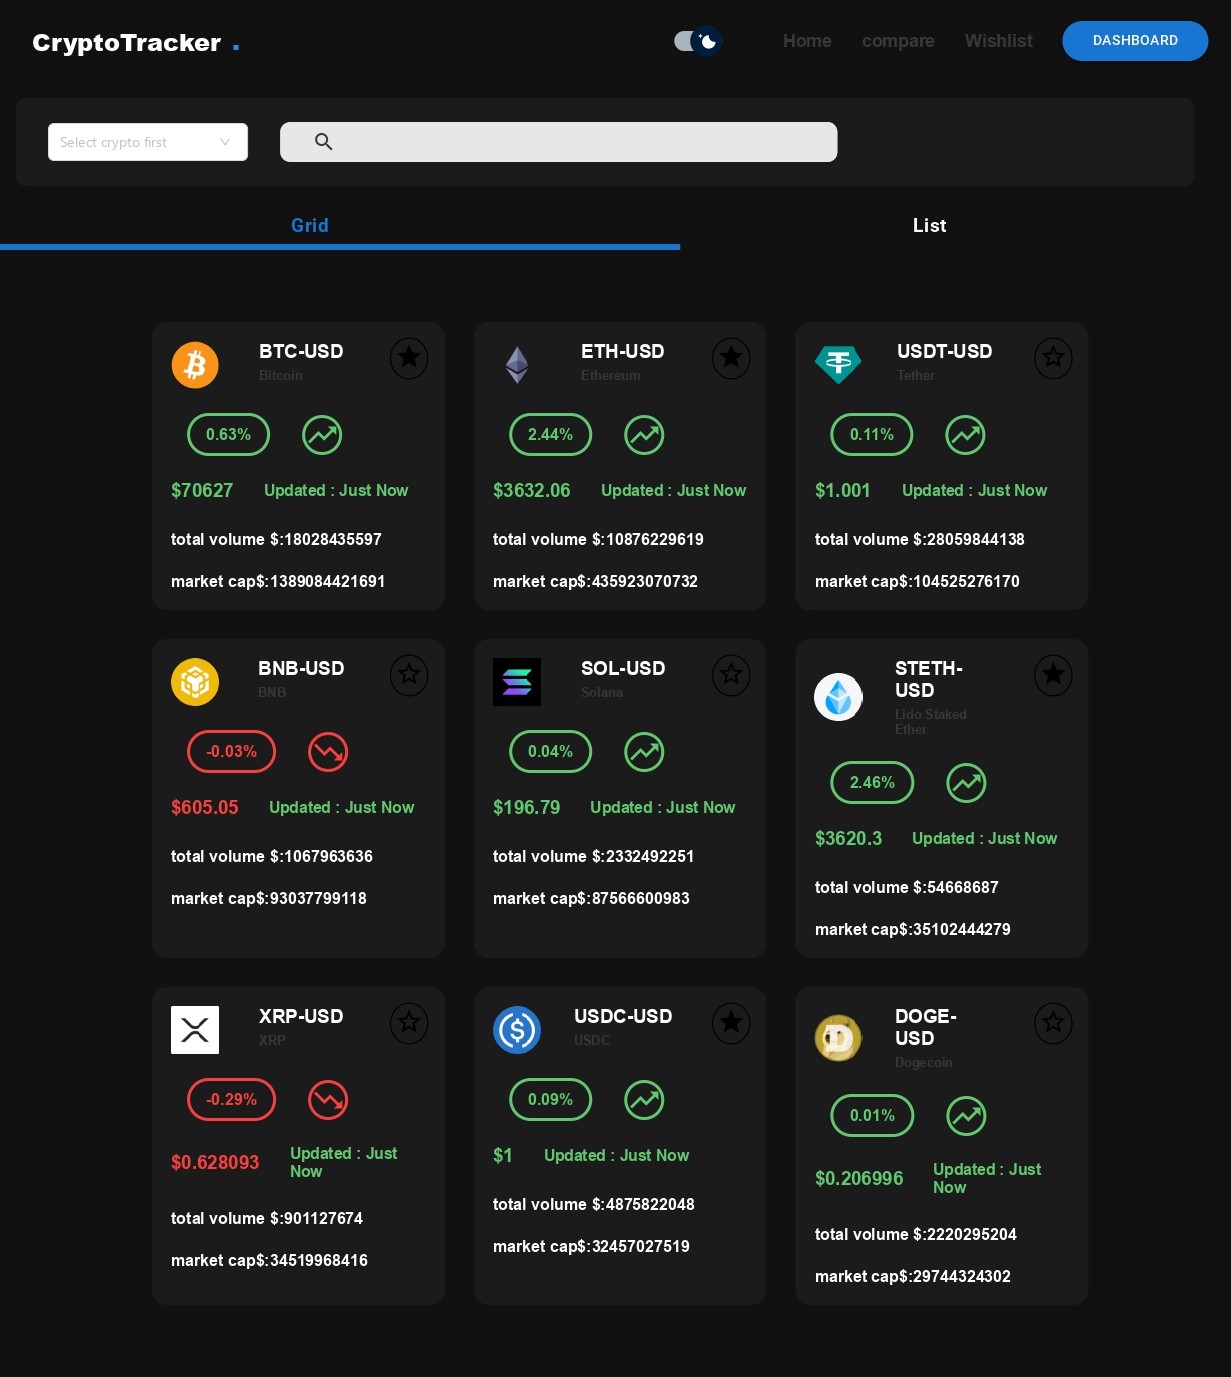 CryptoTracker .
Home compare Wishlist DASHBOARD
Select crypto first
Grid List
BTC-USD
Bitcoin
0.63%
$70627 Updated : Just Now
total volume $:18028435597
market cap$:1389084421691
ETH-USD
Ethereum
2.44%
$3632.06 Updated : Just Now
total volume $:10876229619
market cap$:435923070732
USDT-USD
Tether
0.11%
$1.001 Updated : Just Now
total volume $:28059844138
market cap$:104525276170
BNB-USD
BNB
-0.03%
$605.05 Updated : Just Now
total volume $:1067963636
market cap$:93037799118
SOL-USD
Solana
0.04%
$196.79 Updated : Just Now
total volume $:2332492251
market cap$:87566600983
STETH-
USD
Lido Staked
Ether
2.46%
$3620.3 Updated : Just Now
total volume $:54668687
market cap$:35102444279
XRP-USD
XRP
-0.29%
$0.628093 Updated : Just
Now
total volume $:901127674
market cap$:34519968416
USDC-USD
USDC
0.09%
$1 Updated : Just Now
total volume $:4875822048
market cap$:32457027519
DOGE-
USD
Dogecoin
0.01%
$0.206996 Updated : Just
Now
total volume $:2220295204
market cap$:29744324302